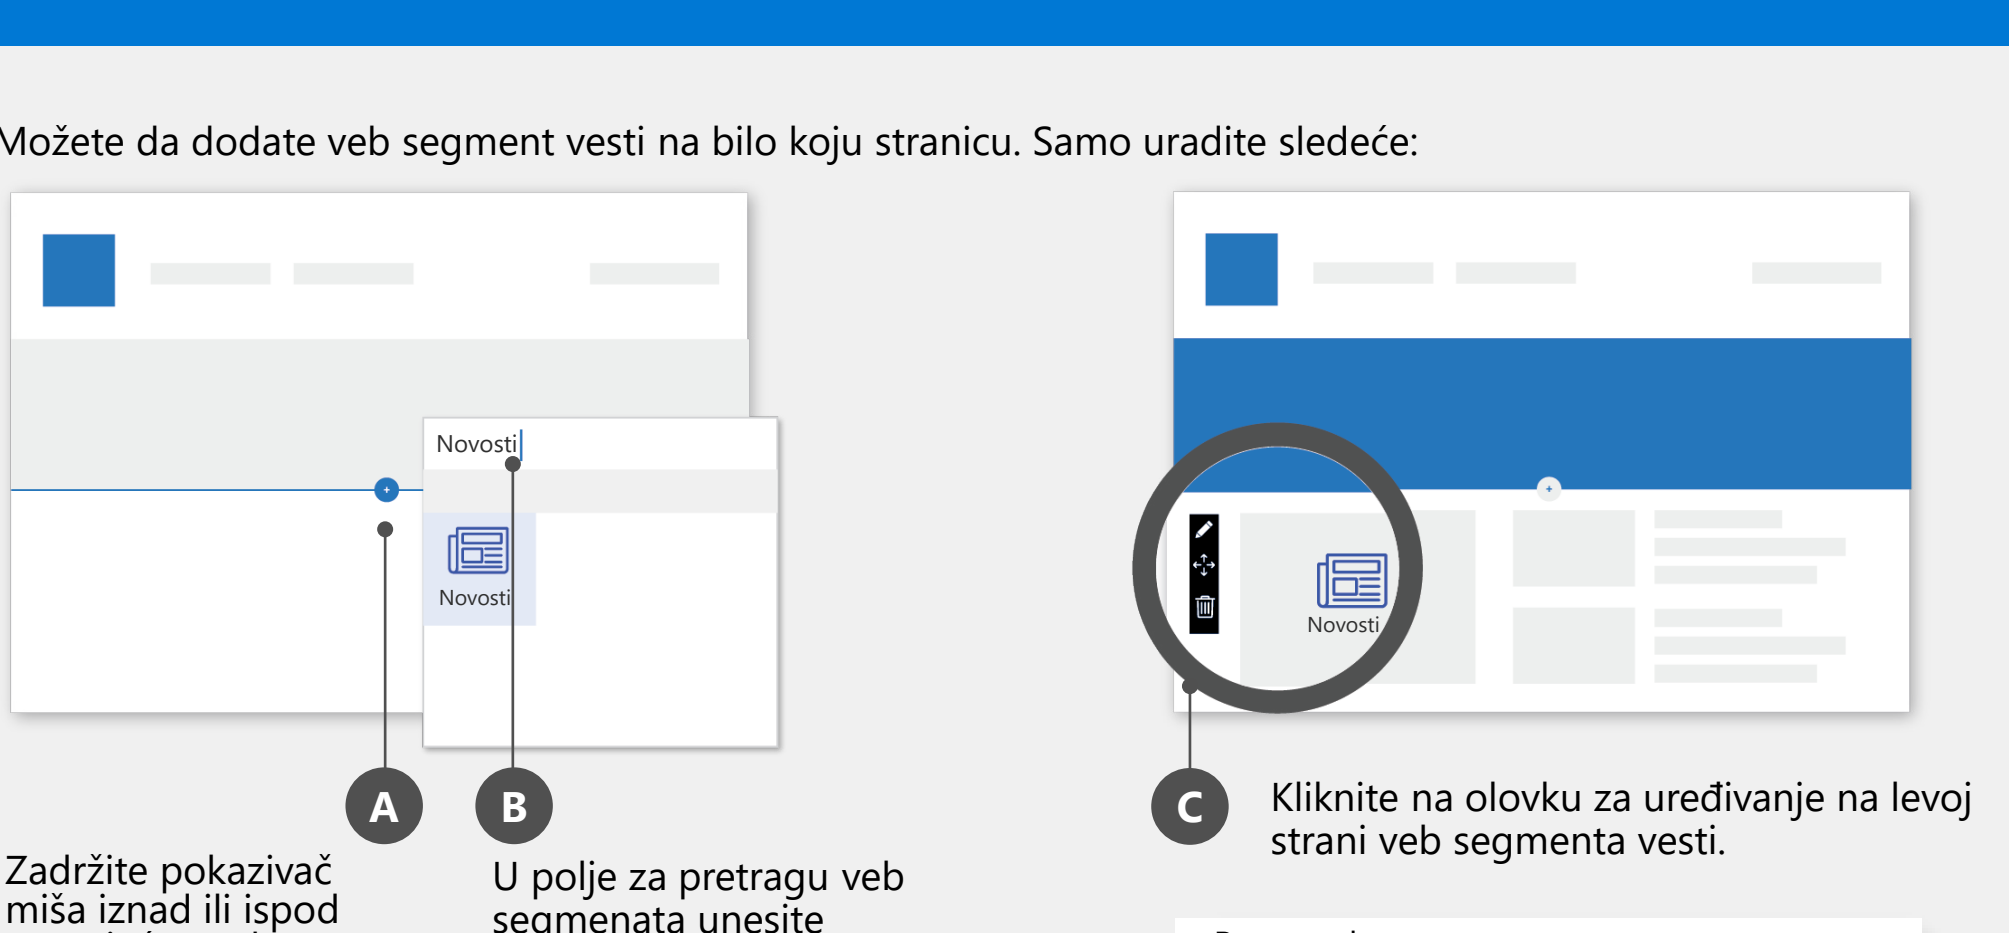 Možete da dodate veb segment vesti na bilo koju stranicu. Samo uradite sledeće:
Novosti
Novosti
A
B
Zadržite pokazivač
miša iznad ili ispod
U polje za pretragu veb
segmenata unesite
Novosti
C
Kliknite na olovku za uređivanje na levoj
strani veb segmenta vesti.